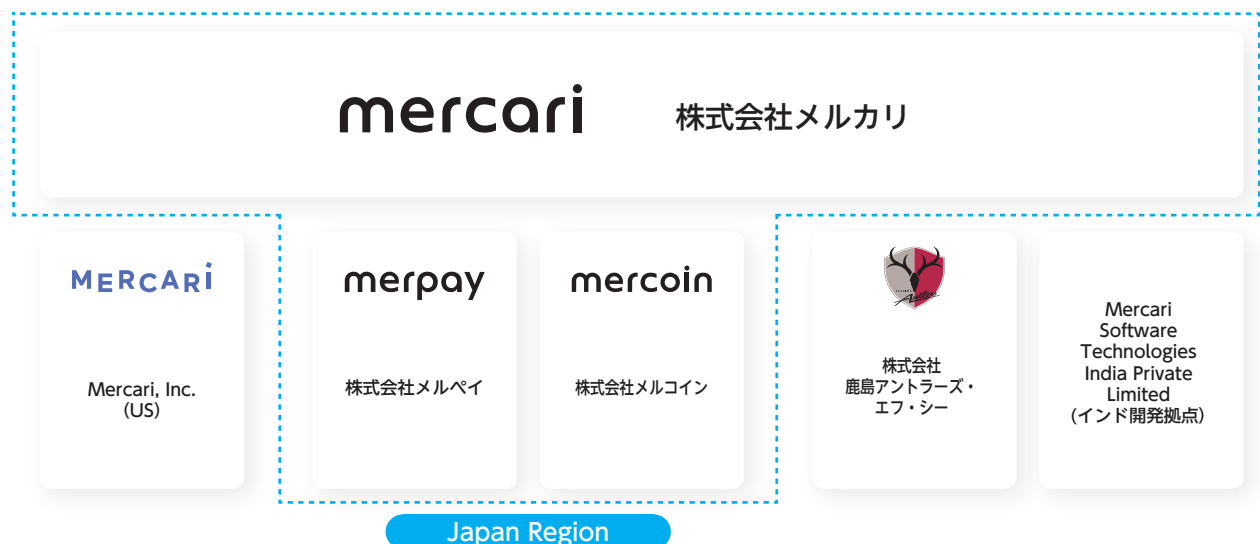 mercari
株式会社メルカリ
MERCARI
Mercari, Inc.
(US)
merpay
株式会社メルペイ
mercoin
株式会社メルコイン
Antlers
株式会社
鹿島アントラーズ・
エフ・シー
Mercari
Software
Technologies
India Private
Limited
(インド開発拠点)
Japan Region